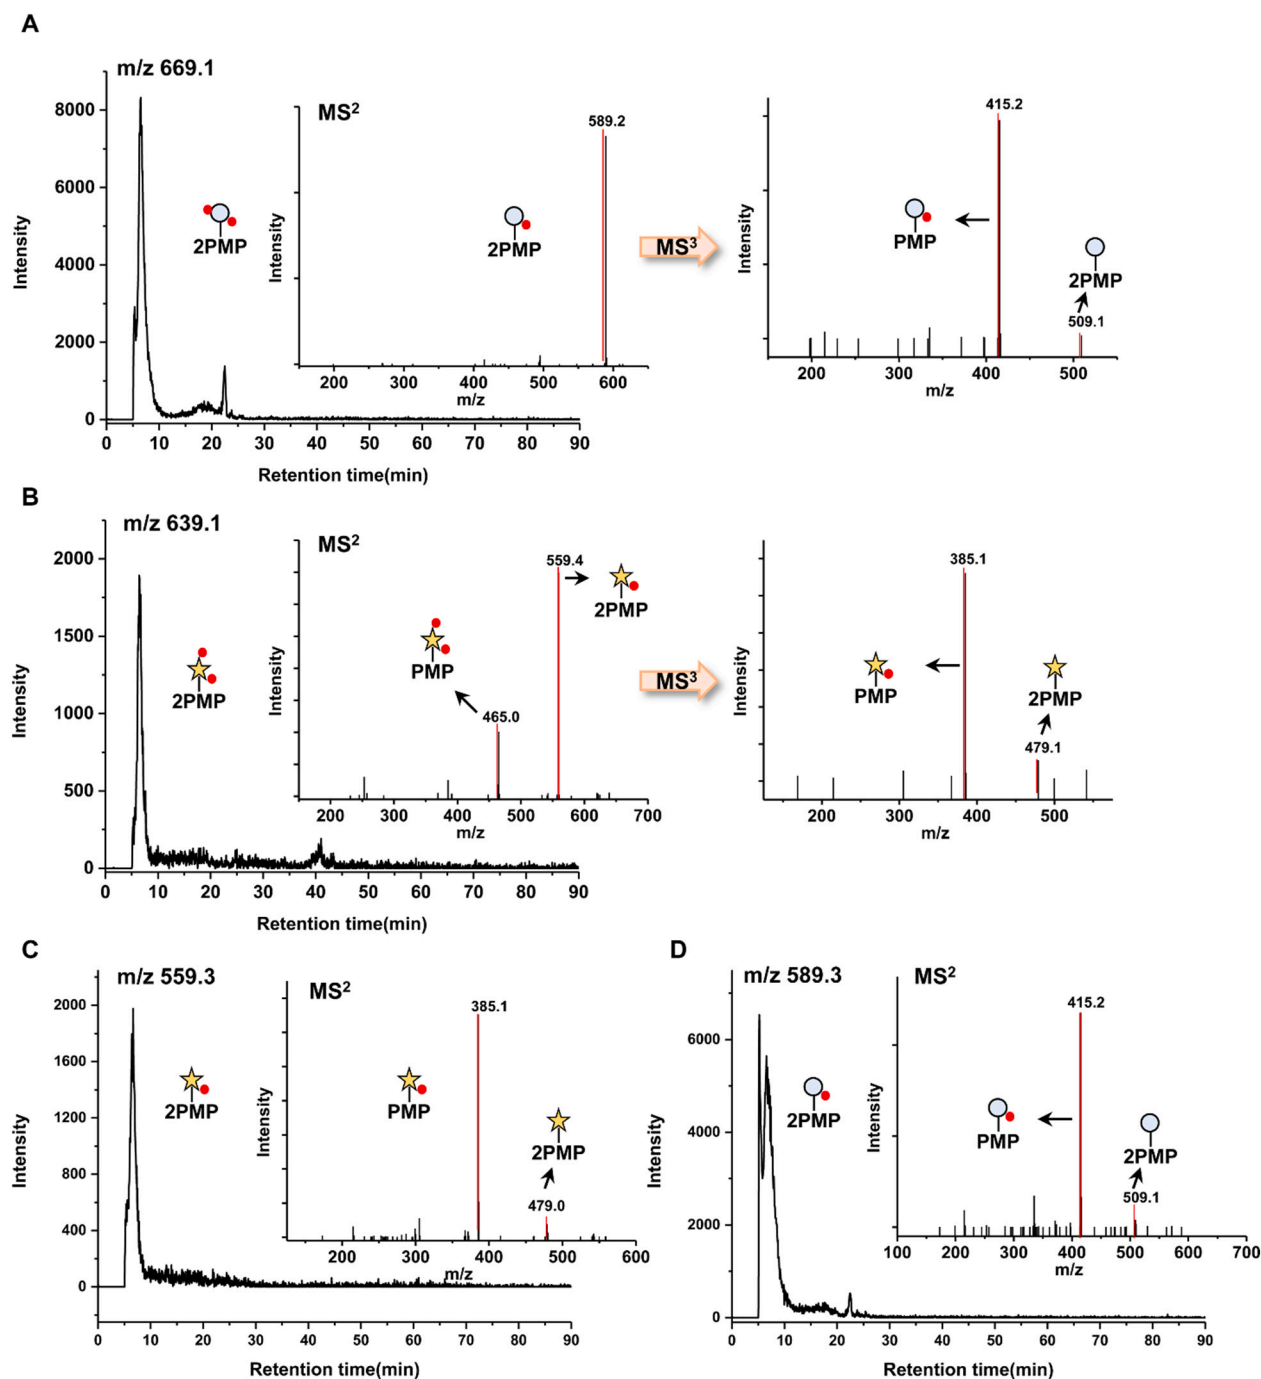 A
m/z 669.1
8000
6000
4000
2000
0
Intensity
0 10 20 30 40 50 60 70 80 90
Retention time(min)
2PMP
MS²
589.2
2PMP
Intensity
200 300 400 500 600
m/z
MS³
415.2
PMP
2PMP
509.1
Intensity
200 300 400 500
m/z
B
m/z 639.1
2000
1500
1000
500
0
Intensity
0 10 20 30 40 50 60 70 80 90
Retention time(min)
2PMP
MS²
559.4
2PMP
PMP
465.0
Intensity
200 300 400 500 600 700
m/z
MS³
385.1
PMP
2PMP
479.1
Intensity
200 300 400 500
m/z
C
m/z 559.3
2000
1600
1200
800
400
0
Intensity
0 10 20 30 40 50 60 70 80 90
Retention time(min)
2PMP
MS²
385.1
PMP
2PMP
479.0
Intensity
200 300 400 500 600
m/z
D
m/z 589.3
6000
4000
2000
0
Intensity
0 10 20 30 40 50 60 70 80 90
Retention time(min)
2PMP
MS²
415.2
PMP
2PMP
509.1
Intensity
100 200 300 400 500 600 700
m/z